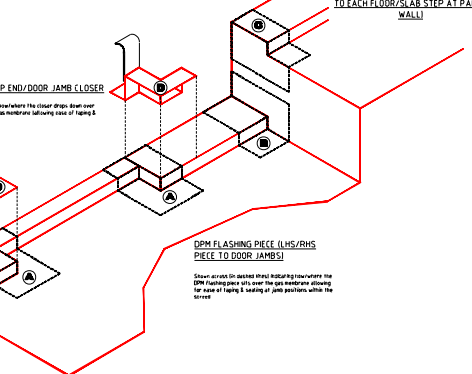 TO EACH FLOOR/SLAB STEP AT PA
WALL)
C
P END/DOOR JAMB CLOSER
how/where the closer drops down over
gas membrane (allowing ease of taping &
D
B
A
A
DPM FLASHING PIECE (LHS/RHS
PIECE TO DOOR JAMBS)
Shown across (in dashed lines) indicating how/where the
DPM flashing piece sits over the gas membrane allowing
for ease of taping & sealing at jamb positions within the
screed